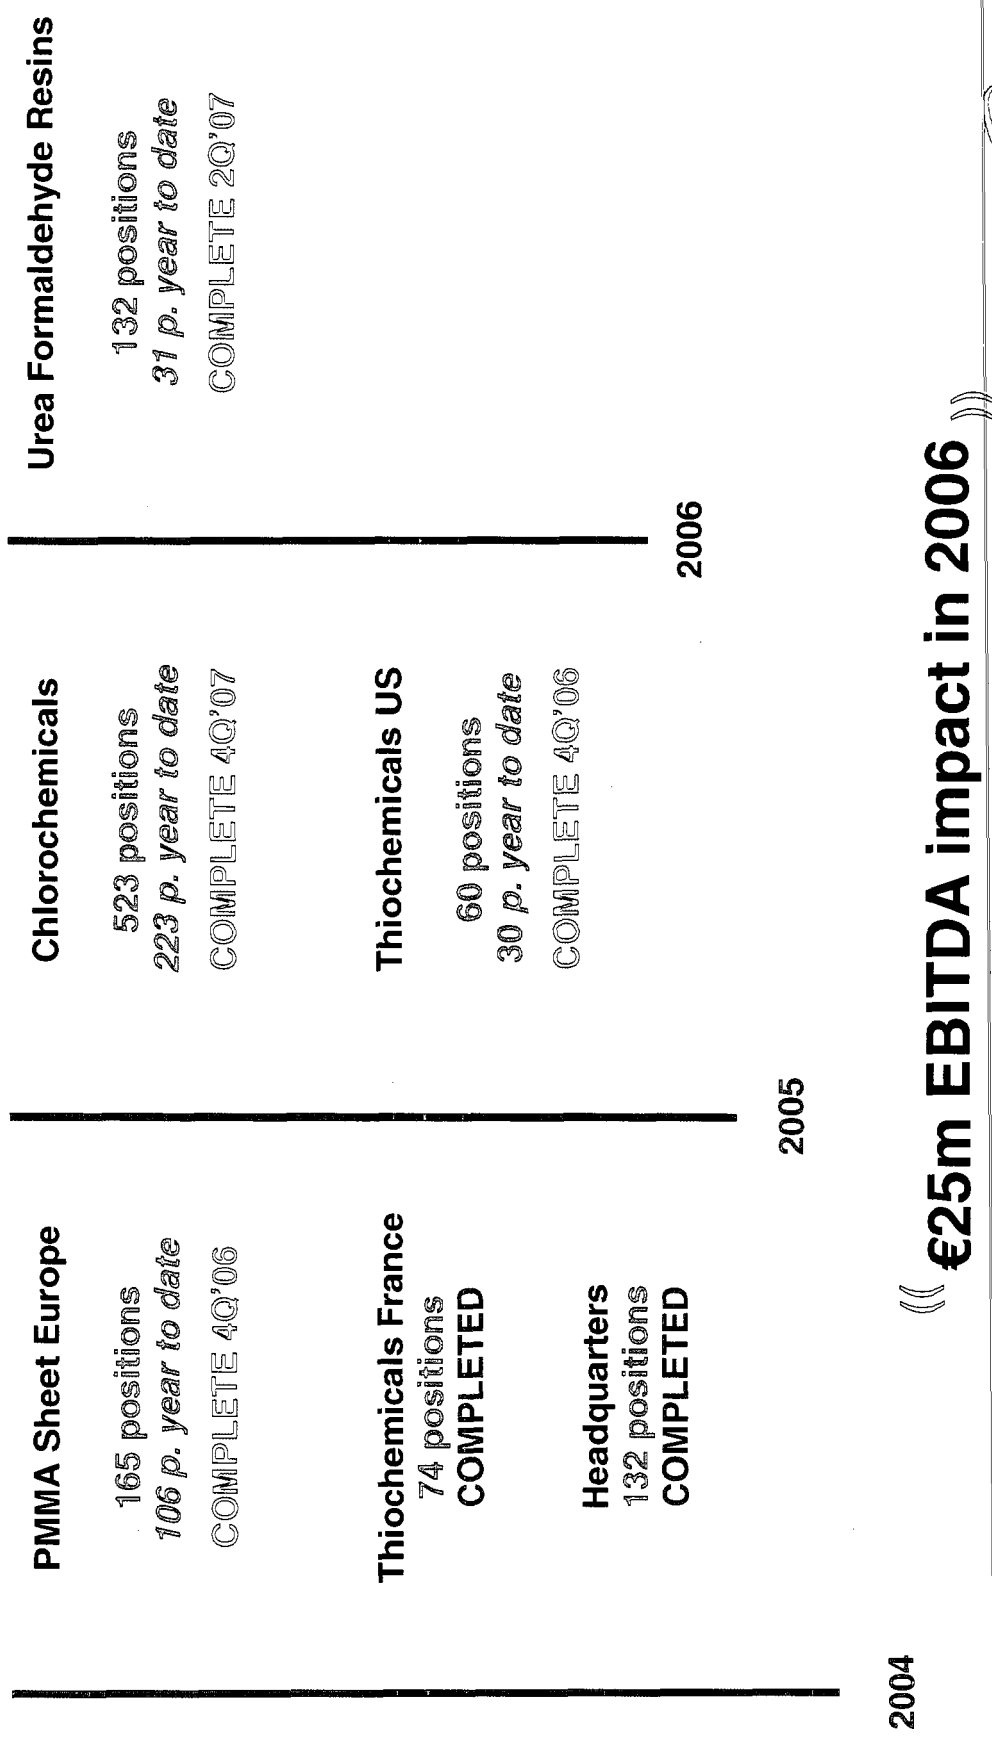 PMMA Sheet Europe
165 positions
106 p. year to date
COMPLETE 4Q'06
Thiochemicals France
74 positions
COMPLETED
Headquarters
132 positions
COMPLETED
Chlorochemicals
523 positions
223 p. year to date
COMPLETE 4Q'07
Thiochemicals US
60 positions
30 p. year to date
COMPLETE 4Q'06
Urea Formaldehyde Resins
132 positions
31 p. year to date
COMPLETE 2Q'07
2004
2005
2006
€25m EBITDA impact in 2006